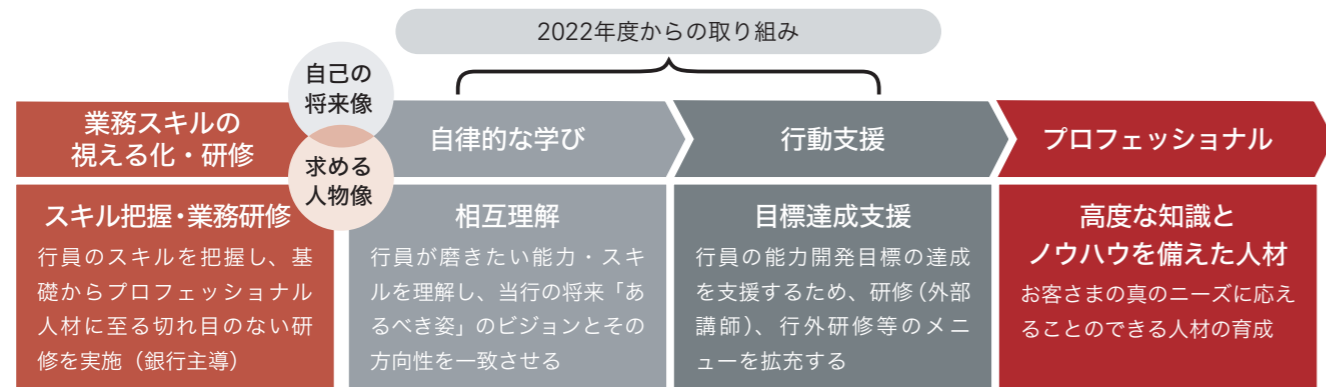 2022年度からの取り組み
自己の
将来像
求める
人物像
業務スキルの
視える化・研修
自律的な学び
行動支援
プロフェッショナル
スキル把握・業務研修
行員のスキルを把握し、基
礎からプロフェッショナル
人材に至る切れ目のない研
修を実施（銀行主導）
相互理解
行員が磨きたい能力・スキ
ルを理解し、当行の将来「あ
るべき姿」のビジョンとその
方向性を一致させる
目標達成支援
行員の能力開発目標の達成
を支援するため、研修（外部
講師）、行外研修等のメニ
ューを拡充する
高度な知識と
ノウハウを備えた人材
お客さまの真のニーズに応え
ることのできる人材の育成